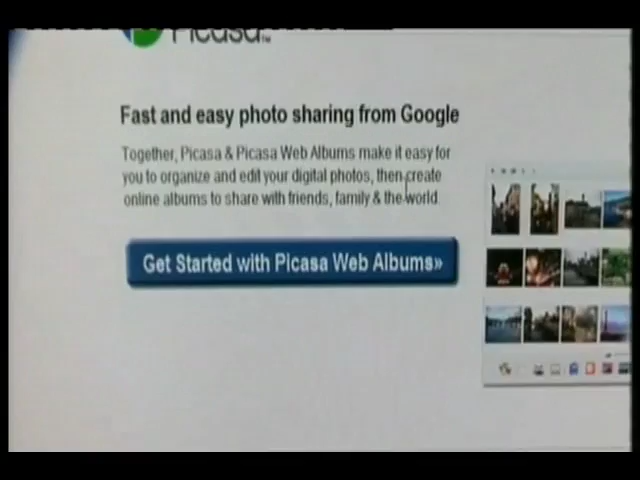 Picasa™
Fast and easy photo sharing from Google
Together, Picasa & Picasa Web Albums make it easy for
you to organize and edit your digital photos, then create
online albums to share with friends, family & the world.
Get Started with Picasa Web Albums»